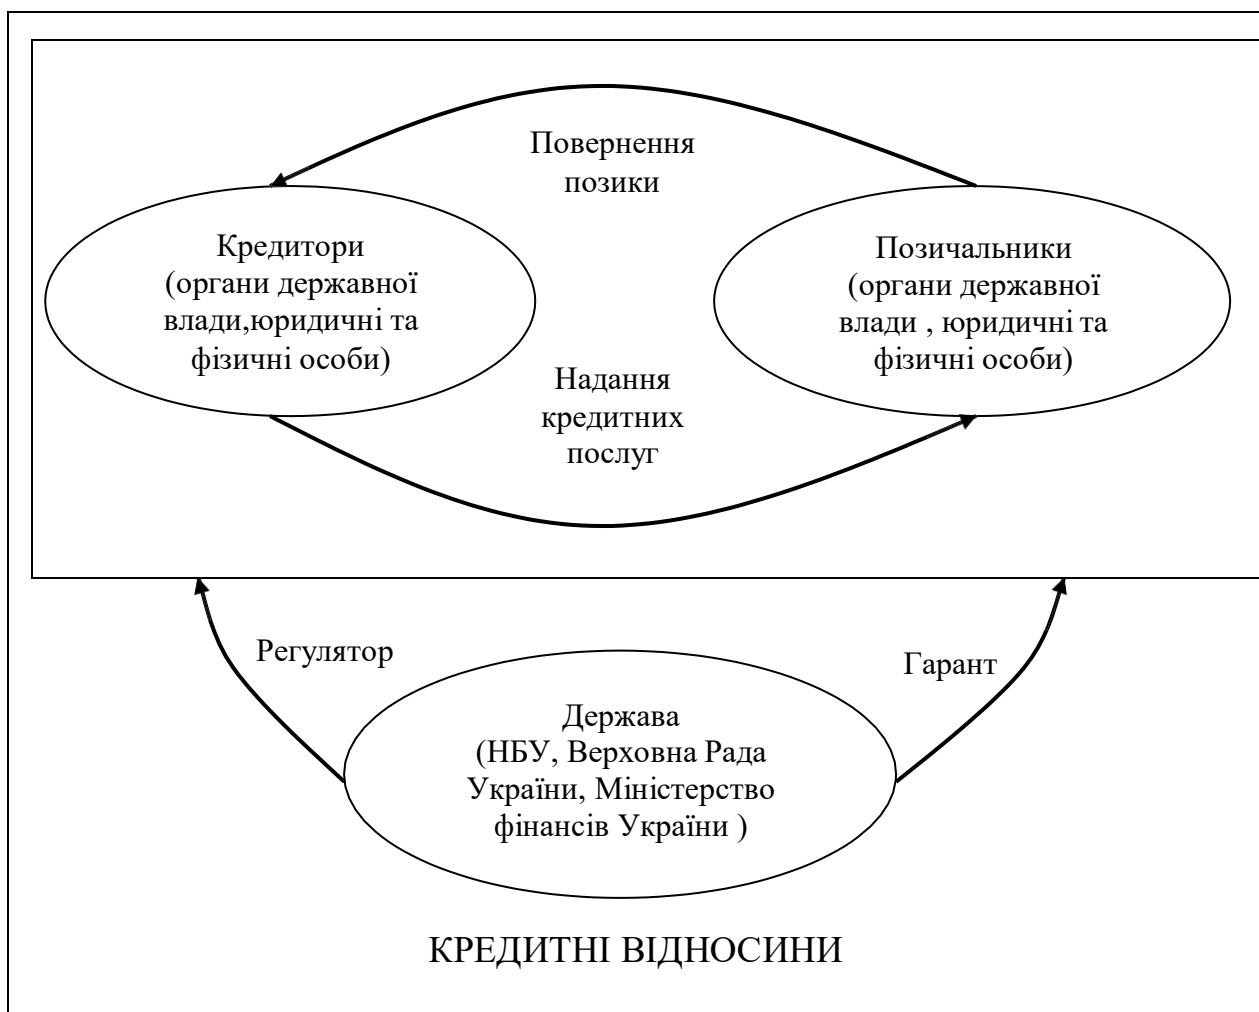 Повернення
позики
Кредитори
(органи державної
влади,юридичні та
фізичні особи)
Позичальники
(органи державної
влади , юридичні та
фізичні особи)
Надання
кредитних
послуг
Регулятор
Гарант
Держава
(НБУ, Верховна Рада
України, Міністерство
фінансів України )
КРЕДИТНІ ВІДНОСИНИ